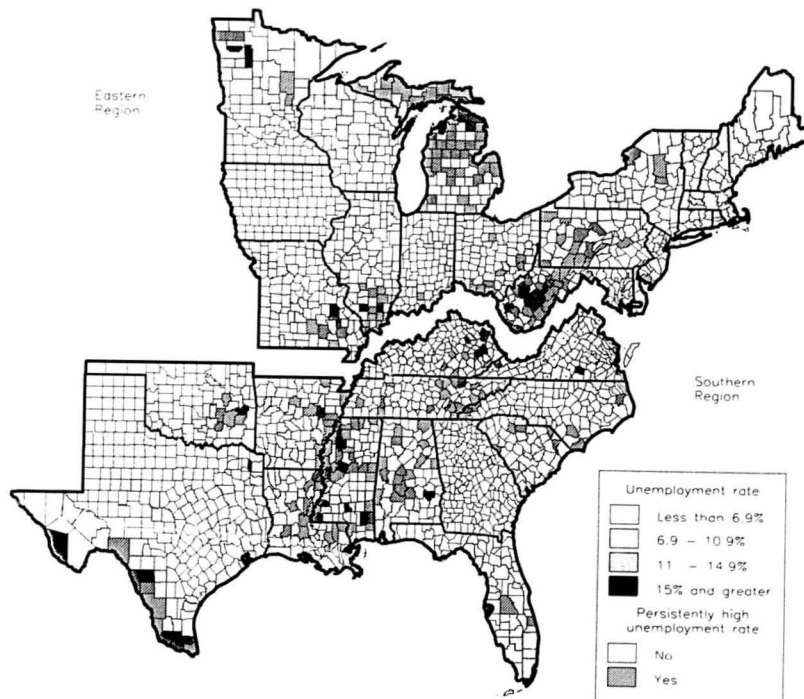 Eastern
Region
Southern
Region
Unemployment rate
Less than 6.9%
6.9 - 10.9%
11 - 14.9%
15% and greater
Persistently high
unemployment rate
No
Yes